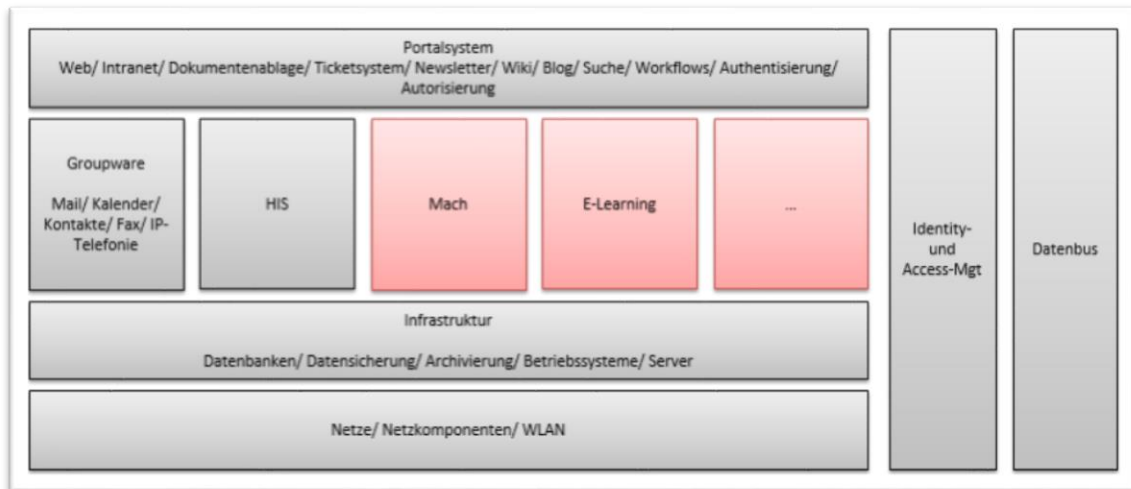 Portalsystem
Web/ Intranet/ Dokumentenablage/ Ticketsystem/ Newsletter/ Wiki/ Blog/ Suche/ Workflows/ Authentisierung/
Autorisierung
Groupware
Mail/ Kalender/
Kontakte/ Fax/ IP-
Telefonie
HIS
Mach
E-Learning
...
Infrastruktur
Datenbanken/ Datensicherung/ Archivierung/ Betriebssysteme/ Server
Netze/ Netzkomponenten/ WLAN
Identity-
und
Access-Mgt
Datenbus